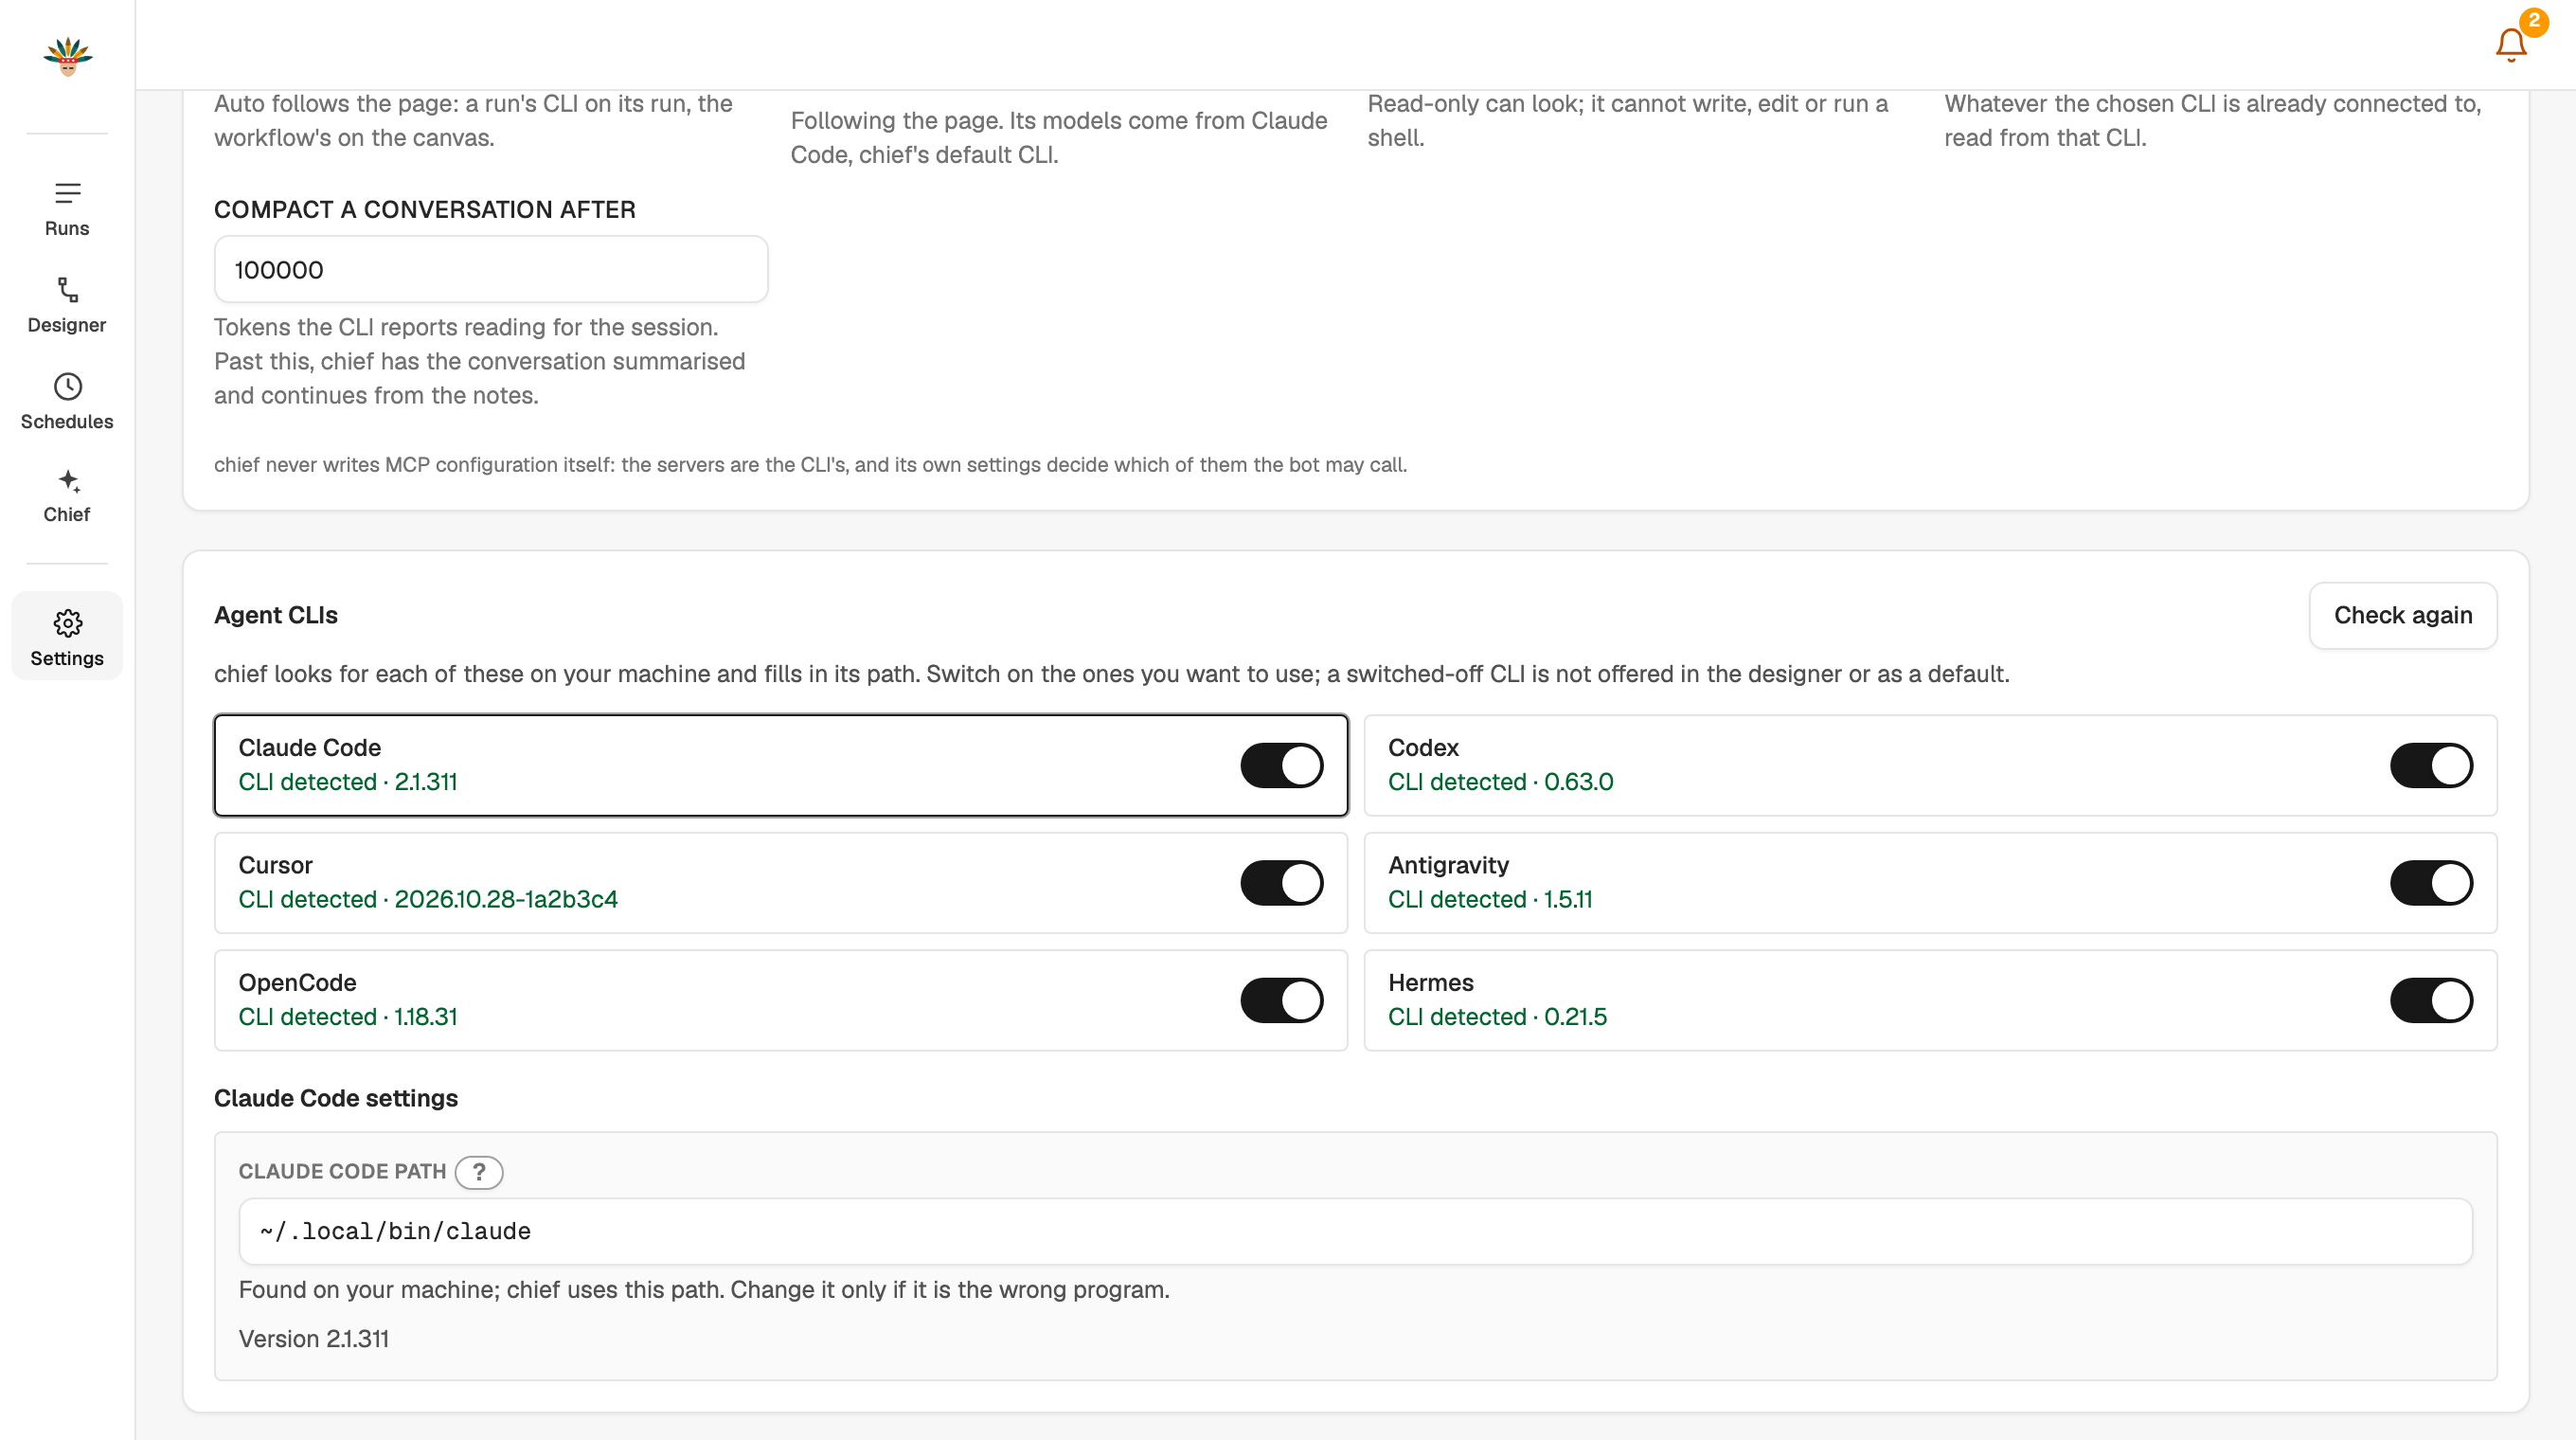 2
Runs
Designer
Schedules
Chief
Settings
Auto follows the page: a run's CLI on its run, the
workflow's on the canvas.
Following the page. Its models come from Claude
Code, chief's default CLI.
Read-only can look; it cannot write, edit or run a
shell.
Whatever the chosen CLI is already connected to,
read from that CLI.
COMPACT A CONVERSATION AFTER
100000
Tokens the CLI reports reading for the session.
Past this, chief has the conversation summarised
and continues from the notes.
chief never writes MCP configuration itself: the servers are the CLI's, and its own settings decide which of them the bot may call.
Agent CLIs
Check again
chief looks for each of these on your machine and fills in its path. Switch on the ones you want to use; a switched-off CLI is not offered in the designer or as a default.
Claude Code
CLI detected · 2.1.311
Codex
CLI detected · 0.63.0
Cursor
CLI detected · 2026.10.28-1a2b3c4
Antigravity
CLI detected · 1.5.11
OpenCode
CLI detected · 1.18.31
Hermes
CLI detected · 0.21.5
Claude Code settings
CLAUDE CODE PATH ?
~/.local/bin/claude
Found on your machine; chief uses this path. Change it only if it is the wrong program.
Version 2.1.311